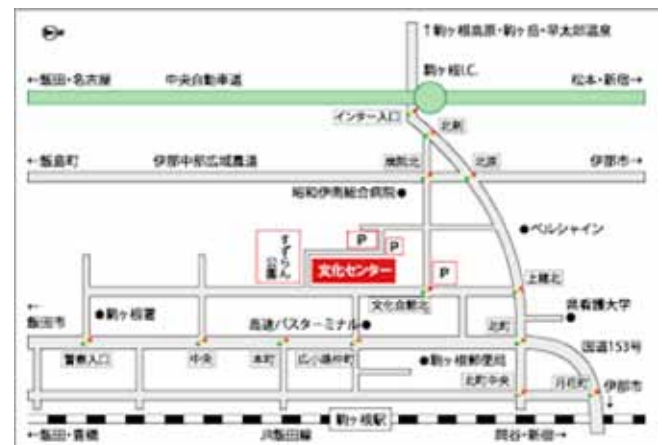 ↑駒ヶ根高原・駒ヶ岳・早太郎温泉
駒ヶ根I.C.
←飯田・名古屋
中央自動車道
松本・新宿→
インター入口
北割
←飯島町
伊那中部広域農道
病院北
北原
伊那市→
昭和伊南総合病院●
●ベルシャイン
すずらん
公園
P
P
文化センター
P
上穂北
文化会館北
県看護大学
←
飯田市
●駒ヶ根署
高速バスターミナル●
北町
国道153号
警察入口
中央
本町
広小路仲町
●駒ヶ根郵便局
北町中央
月花町
伊那市
→
駒ヶ根駅
←飯田・豊橋
JR飯田線
岡谷・新宿→